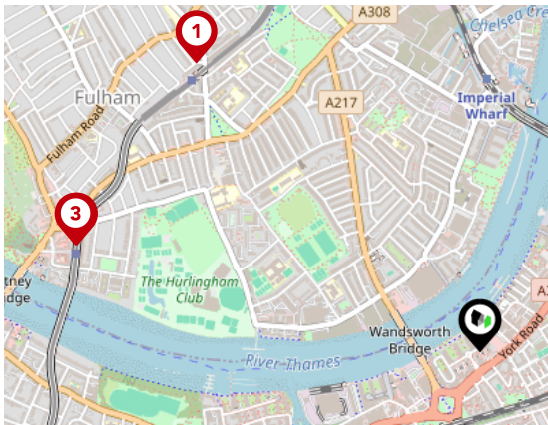 A308
Chelsea Cre
1
Imperial
Wharf
Fulham
A217
Fulham Road
3
The Hurlingham
Club
tney
idge
Wandsworth
Bridge
River Thames
York Road
A3